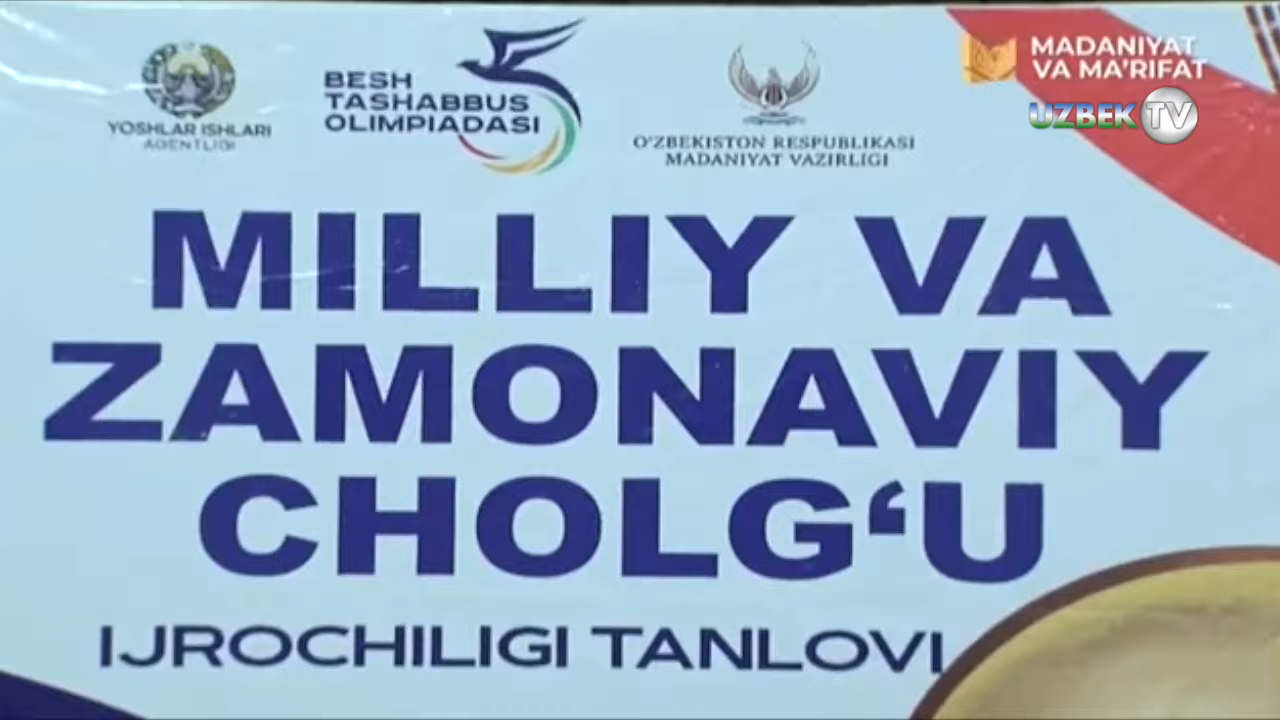 YOSHLAR ISHLARI
AGENTLIGI
BESH
TASHABBUS
OLIMPIADASI
5
O'ZBEKISTON RESPUBLIKASI
MADANIYAT VAZIRLIGI
MADANIYAT
VA MA'RIFAT
UZBEK TV
MILLIY VA
ZAMONAVIY
CHOLG‘U
IJROCHILIGI TANLOVI